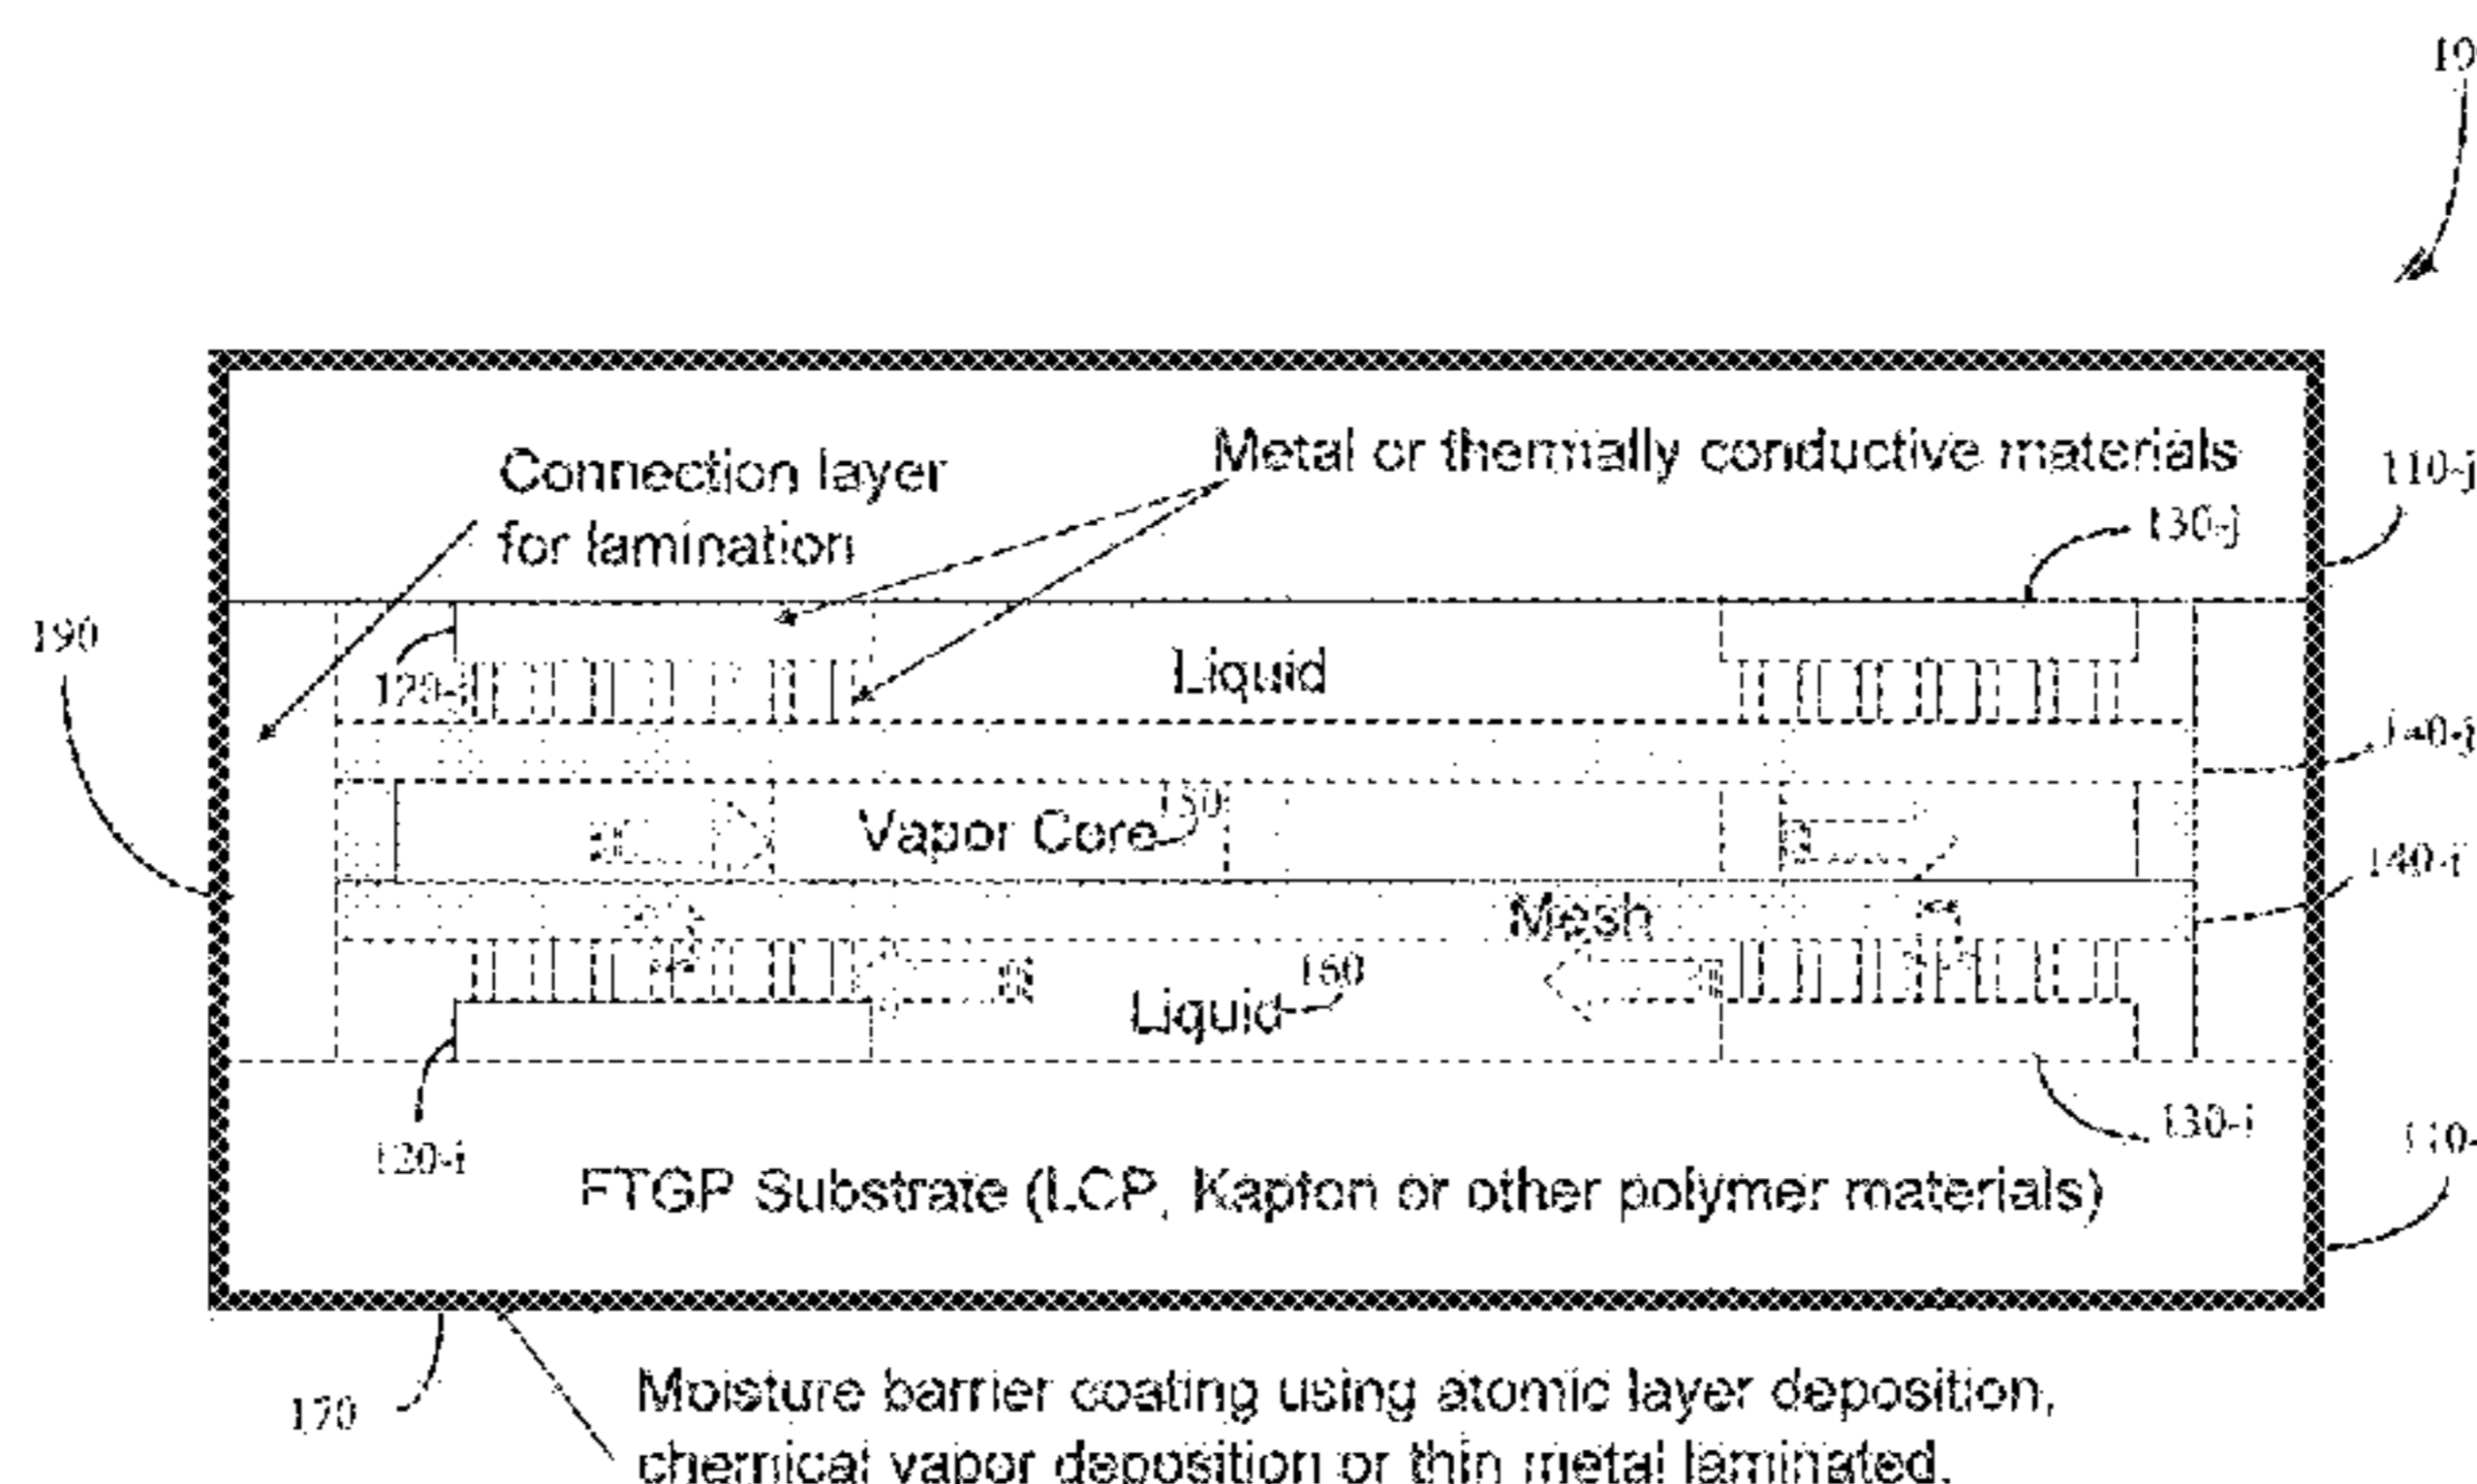 Connection layer
for lamination
Metal or thermally conductive materials
110-j
130-j
190
120-j
Liquid
140-j
Vapor Core
150
140-i
Mesh
Liquid
160
120-i
130-i
110-
FTGP Substrate (LCP, Kapton or other polymer materials)
170
Moisture barrier coating using atomic layer deposition,
chemical vapor deposition or thin metal laminated.